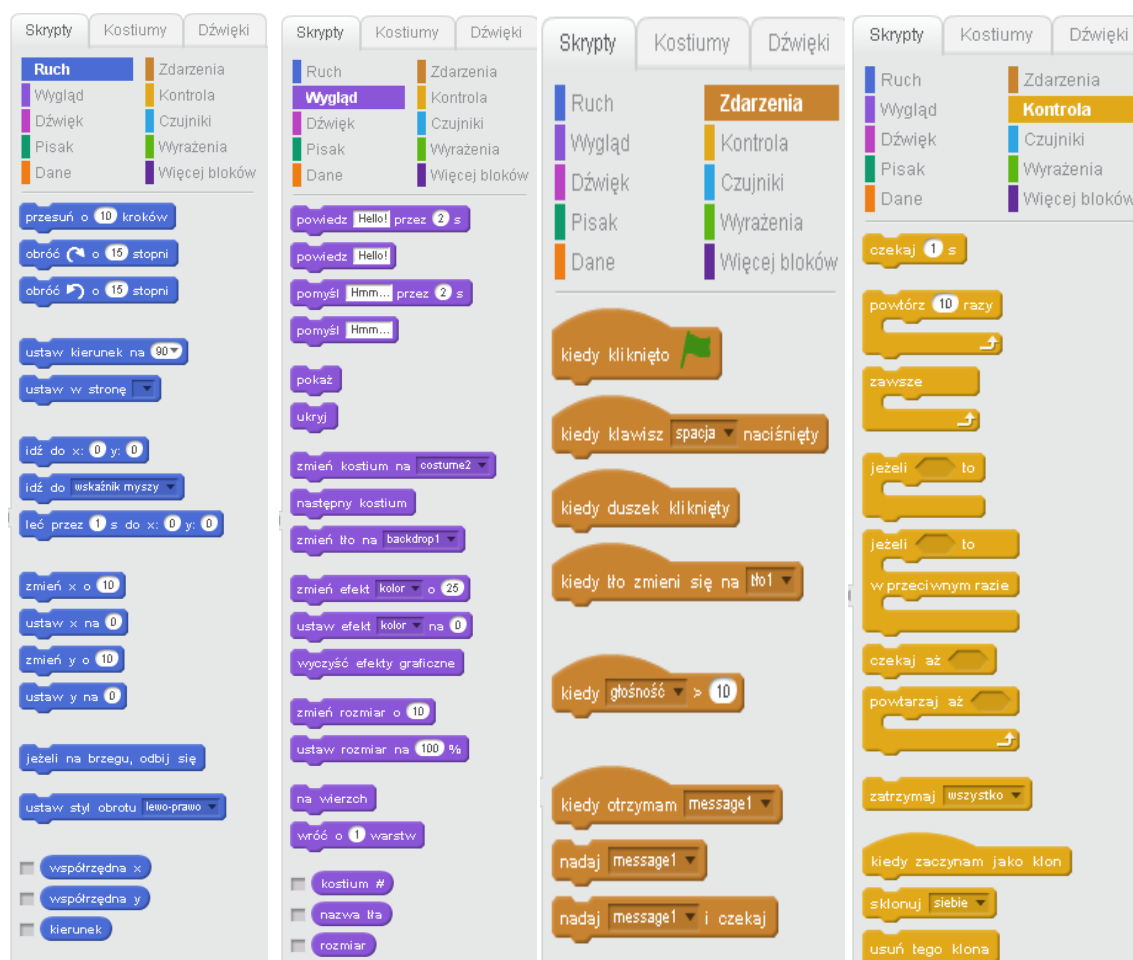 Skrypty Kostiumy Dźwięki
Ruch Zdarzenia
Wygląd Kontrola
Dźwięk Czujniki
Pisak Wyrażenia
Dane Więcej bloków
przesuń o 10 kroków
obróć o 15 stopni
obróć o 15 stopni
ustaw kierunek na 90
ustaw w stronę
idź do x: 0 y: 0
idź do wskaźnik myszy
leć przez 1 s do x: 0 y: 0
zmień x o 10
ustaw x na 0
zmień y o 10
ustaw y na 0
jeżeli na brzegu, odbij się
ustaw styl obrotu lewo-prawo
współrzędna x
współrzędna y
kierunek
Skrypty Kostiumy Dźwięki
Ruch Zdarzenia
Wygląd Kontrola
Dźwięk Czujniki
Pisak Wyrażenia
Dane Więcej bloków
powiedz Hello! przez 2 s
powiedz Hello!
pomyśl Hmm... przez 2 s
pomyśl Hmm...
pokaż
ukryj
zmień kostium na costume2
następny kostium
zmień tło na backdrop1
zmień efekt kolor o 25
ustaw efekt kolor na 0
wyczyść efekty graficzne
zmień rozmiar o 10
ustaw rozmiar na 100 %
na wierzch
wróć o 1 warstw
kostium #
nazwa tła
rozmiar
Skrypty Kostiumy Dźwięki
Ruch Zdarzenia
Wygląd Kontrola
Dźwięk Czujniki
Pisak Wyrażenia
Dane Więcej bloków
kiedy kliknięto
kiedy klawisz spacja naciśnięty
kiedy duszek kliknięty
kiedy tło zmieni się na tło1
kiedy głośność > 10
kiedy otrzymam message1
nadaj message1
nadaj message1 i czekaj
Skrypty Kostiumy Dźwięki
Ruch Zdarzenia
Wygląd Kontrola
Dźwięk Czujniki
Pisak Wyrażenia
Dane Więcej bloków
czekaj 1 s
powtórz 10 razy
zawsze
jeżeli to
jeżeli to
w przeciwnym razie
czekaj aż
powtarzaj aż
zatrzymaj wszystko
kiedy zaczynam jako klon
sklonuj siebie
usuń tego klona